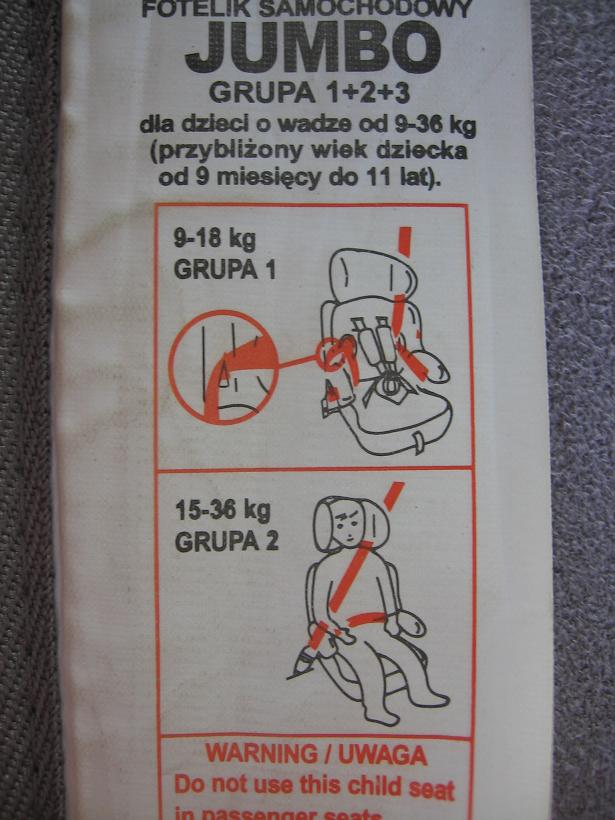 FOTELIK SAMOCHODOWY
JUMBO
GRUPA 1+2+3
dla dzieci o wadze od 9-36 kg
(przybliżony wiek dziecka
od 9 miesięcy do 11 lat).
9-18 kg
GRUPA 1
15-36 kg
GRUPA 2
WARNING / UWAGA
Do not use this child seat
in passenger seats